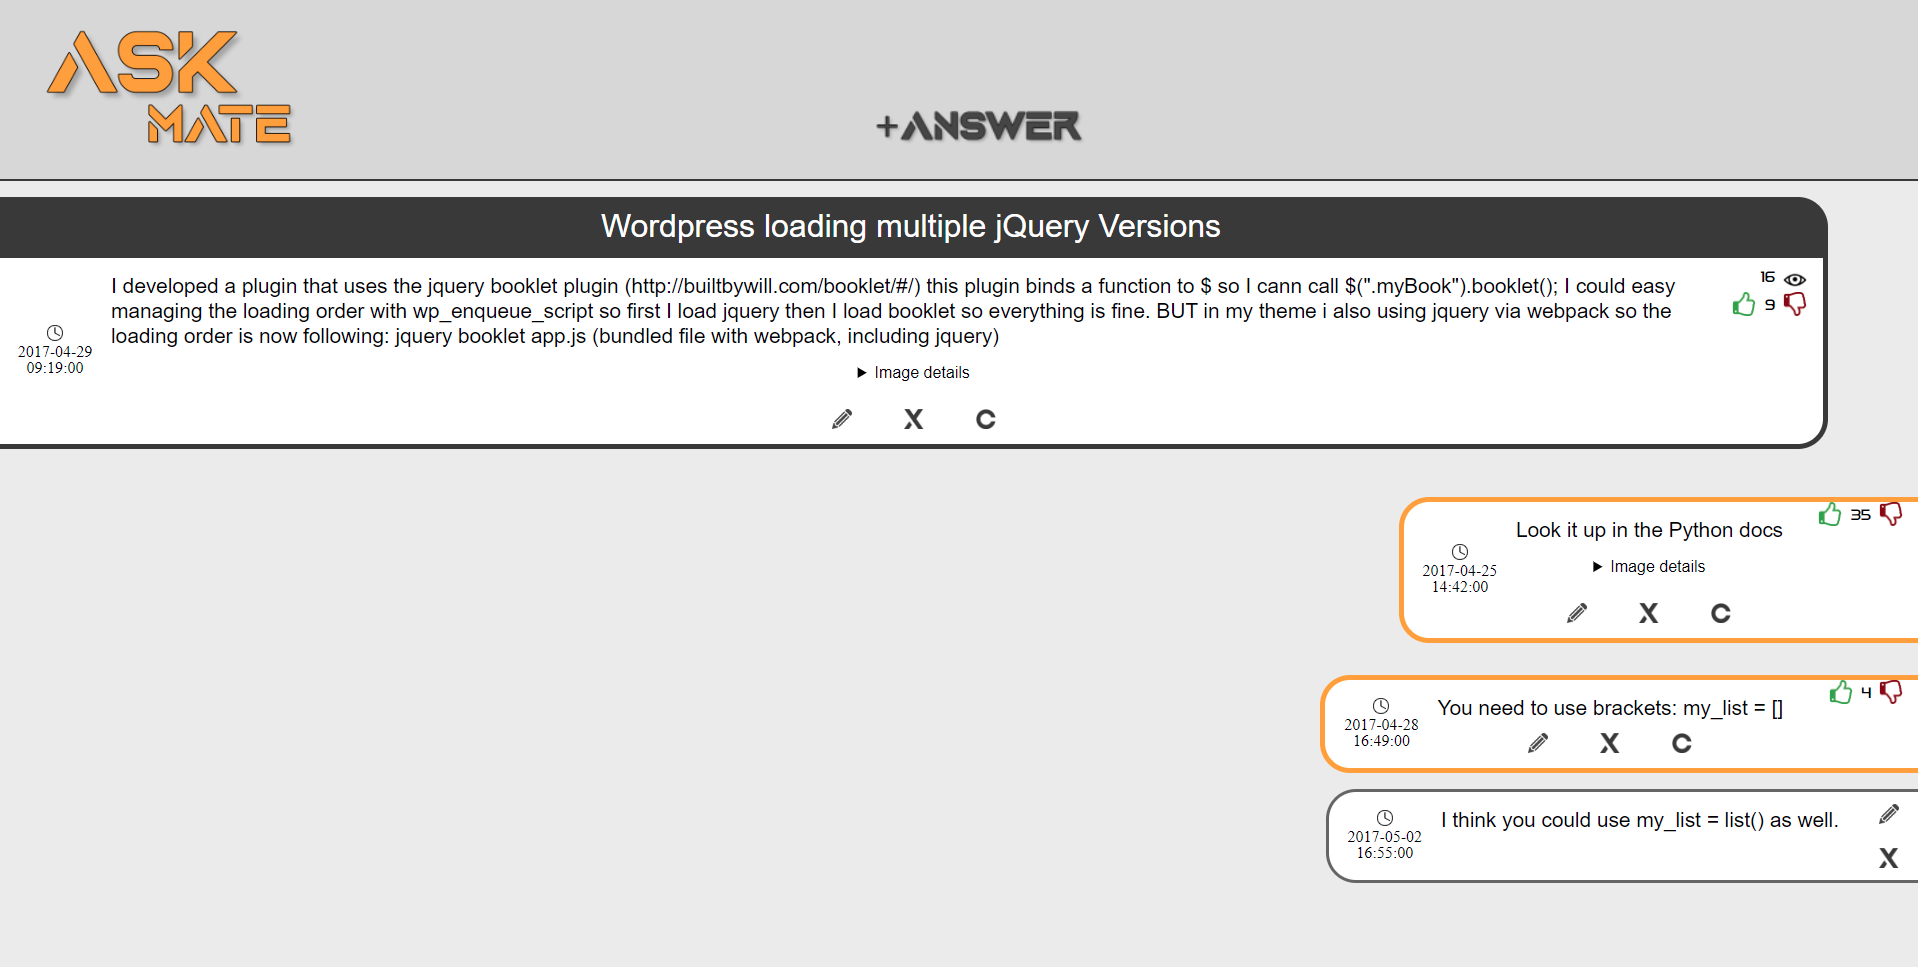 ASK
MATE
+ANSWER
Wordpress loading multiple jQuery Versions
I developed a plugin that uses the jquery booklet plugin (http://builtbywill.com/booklet/#/) this plugin binds a function to $ so I cann call $(".myBook").booklet(); I could easy
managing the loading order with wp_enqueue_script so first I load jquery then I load booklet so everything is fine. BUT in my theme i also using jquery via webpack so the
loading order is now following: jquery booklet app.js (bundled file with webpack, including jquery)
16
9
2017-04-29
09:19:00
Image details
X C
35
Look it up in the Python docs
2017-04-25
14:42:00
Image details
X C
4
You need to use brackets: my_list = []
2017-04-28
16:49:00
X C
I think you could use my_list = list() as well.
2017-05-02
16:55:00
X